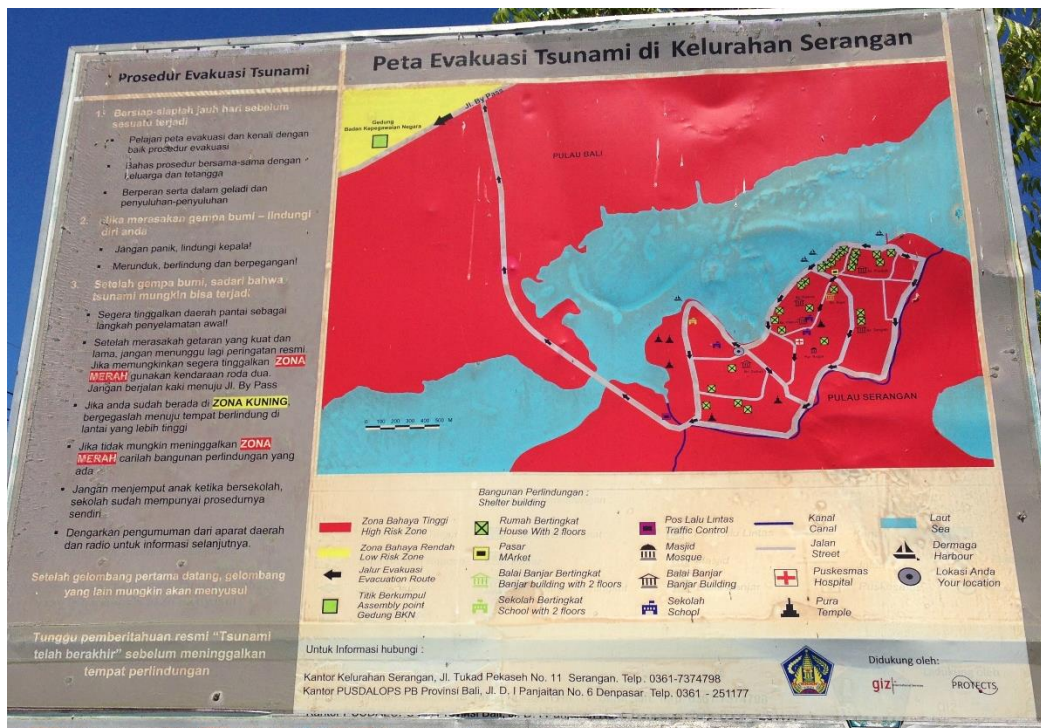 Peta Evakuasi Tsunami di Kelurahan Serangan
Prosedur Evakuasi Tsunami
1. Bersiap-siaplah jauh hari sebelum
sesuatu terjadi
▪ Pelajari peta evakuasi dan kenali dengan
baik prosedur evakuasi
▪ Bahas prosedur bersama-sama dengan
keluarga dan tetangga
▪ Berperan serta dalam geladi dan
penyuluhan-penyuluhan
2. Jika merasakan gempa bumi – lindungi
diri anda
▪ Jangan panik, lindungi kepala!
▪ Merunduk, berlindung dan berpegangan!
3. Setelah gempa bumi, sadari bahwa
tsunami mungkin bisa terjadi
▪ Segera tinggalkan daerah pantai sebagai
langkah penyelamatan awal!
▪ Setelah merasakah getaran yang kuat dan
lama, jangan menunggu lagi peringatan resmi
Jika memungkinkan segera tinggalkan ZONA
MERAH gunakan kendaraan roda dua.
Jangan berjalan kaki menuju Jl. By Pass
▪ Jika anda sudah berada di ZONA KUNING,
bergegaslah menuju tempat berlindung di
lantai yang lebih tinggi
▪ Jika tidak mungkin meninggalkan ZONA
MERAH carilah bangunan perlindungan yang
ada
▪ Jangan menjemput anak ketika bersekolah,
sekolah sudah mempunyai prosedurnya
sendiri
▪ Dengarkan pengumuman dari aparat daerah
dan radio untuk informasi selanjutnya.
Setelah gelombang pertama datang, gelombang
yang lain mungkin akan menyusul
Tunggu pemberitahuan resmi "Tsunami
telah berakhir" sebelum meninggalkan
tempat perlindungan
Jl. By Pass
Gedung
Badan Kepegawaian Negara
PULAU BALI
PULAU SERANGAN
0 100 200 300 400 500 M
Bangunan Perlindungan :
Shelter building
Zona Bahaya Tinggi
High Risk Zone
Zona Bahaya Rendah
Low Risk Zone
Jalur Evakuasi
Evacuation Route
Titik Berkumpul
Assembly point
Gedung BKN
Rumah Bertingkat
House With 2 floors
Pasar
MArket
Balai Banjar Bertingkat
Banjar building with 2 floors
Sekolah Bertingkat
School with 2 floors
Pos Lalu Lintas
Traffic Control
Masjid
Mosque
Balai Banjar
Banjar Building
Sekolah
School
Kanal
Canal
Jalan
Street
Puskesmas
Hospital
Pura
Temple
Laut
Sea
Dermaga
Harbour
Lokasi Anda
Your location
Untuk Informasi hubungi :
Kantor Kelurahan Serangan, Jl. Tukad Pekaseh No. 11 Serangan. Telp. 0361-7374798
Kantor PUSDALOPS PB Provinsi Bali, Jl. D. I Panjaitan No. 6 Denpasar. Telp. 0361 - 251177
Didukung oleh:
giz
PROTECTS